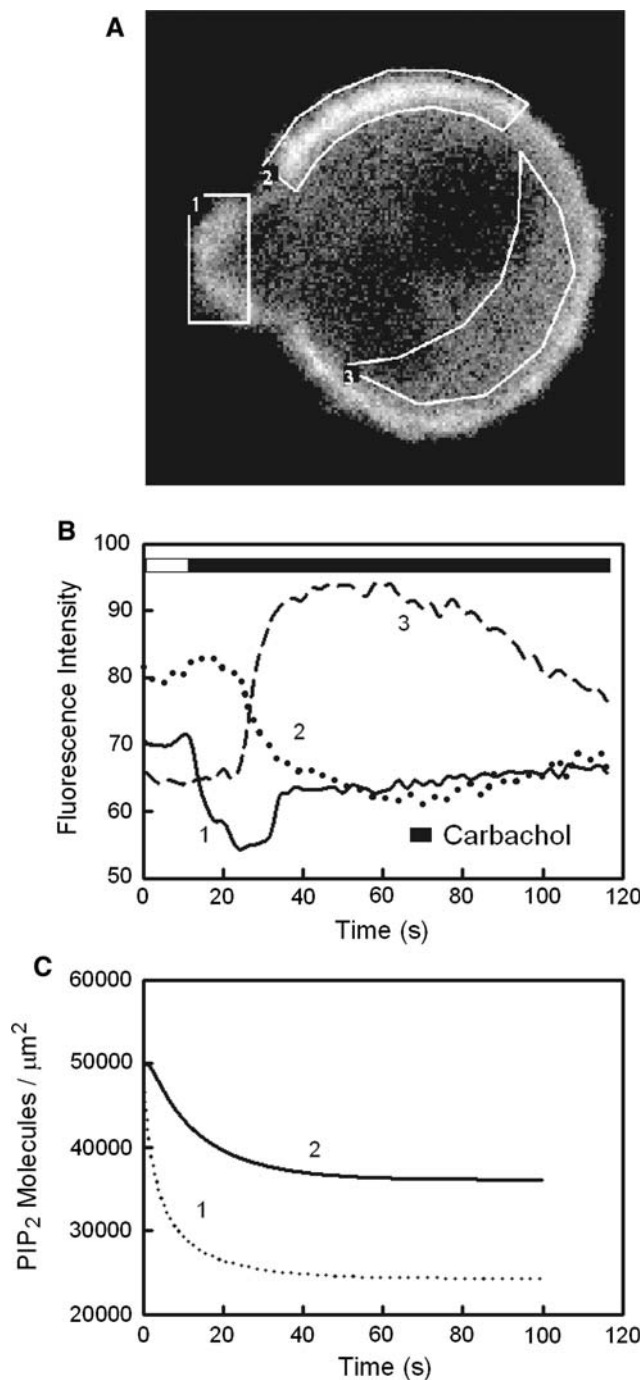 A
1
2
3
B
100
90
80
70
60
50
Fluorescence Intensity
3
2
1
Carbachol
0 20 40 60 80 100 120
Time (s)
C
60000
50000
40000
30000
20000
PIP2 Molecules / μm2
2
1
0 20 40 60 80 100 120
Time (s)